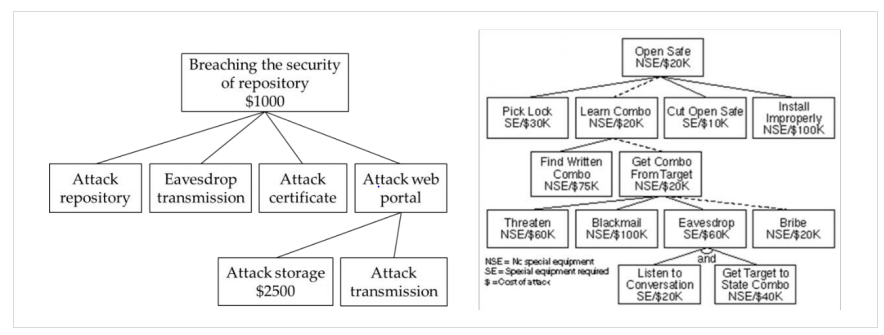 Breaching the security
of repository
$1000
Attack
repository
Eavesdrop
transmission
Attack
certificate
Attack web
portal
Attack storage
$2500
Attack
transmission
Open Safe
NSE/$20K
Pick Lock
SE/$30K
Learn Combo
NSE/$20K
Cut Open Safe
SE/$10K
Install
Improperly
NSE/$100K
Find Written
Combo
NSE/$75K
Get Combo
From Target
NSE/$20K
Threaten
NSE/$60K
Blackmail
NSE/$100K
Eavesdrop
SE/$60K
Bribe
NSE/$20K
and
Listen to
Conversation
SE/$20K
Get Target to
State Combo
NSE/$40K
NSE = No special equipment
SE = Special equipment required
$ = Cost of attack